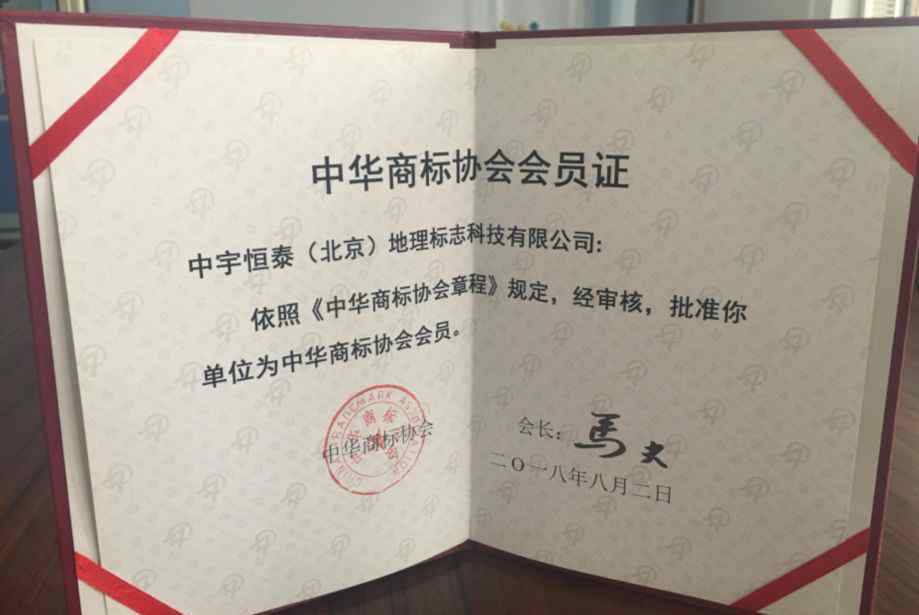 中华商标协会会员证
中宇恒泰（北京）地理标志科技有限公司：
依照《中华商标协会章程》规定，经审核，批准你
单位为中华商标协会会员。
中华商标协会
会长：马夫
二〇一八年八月二日